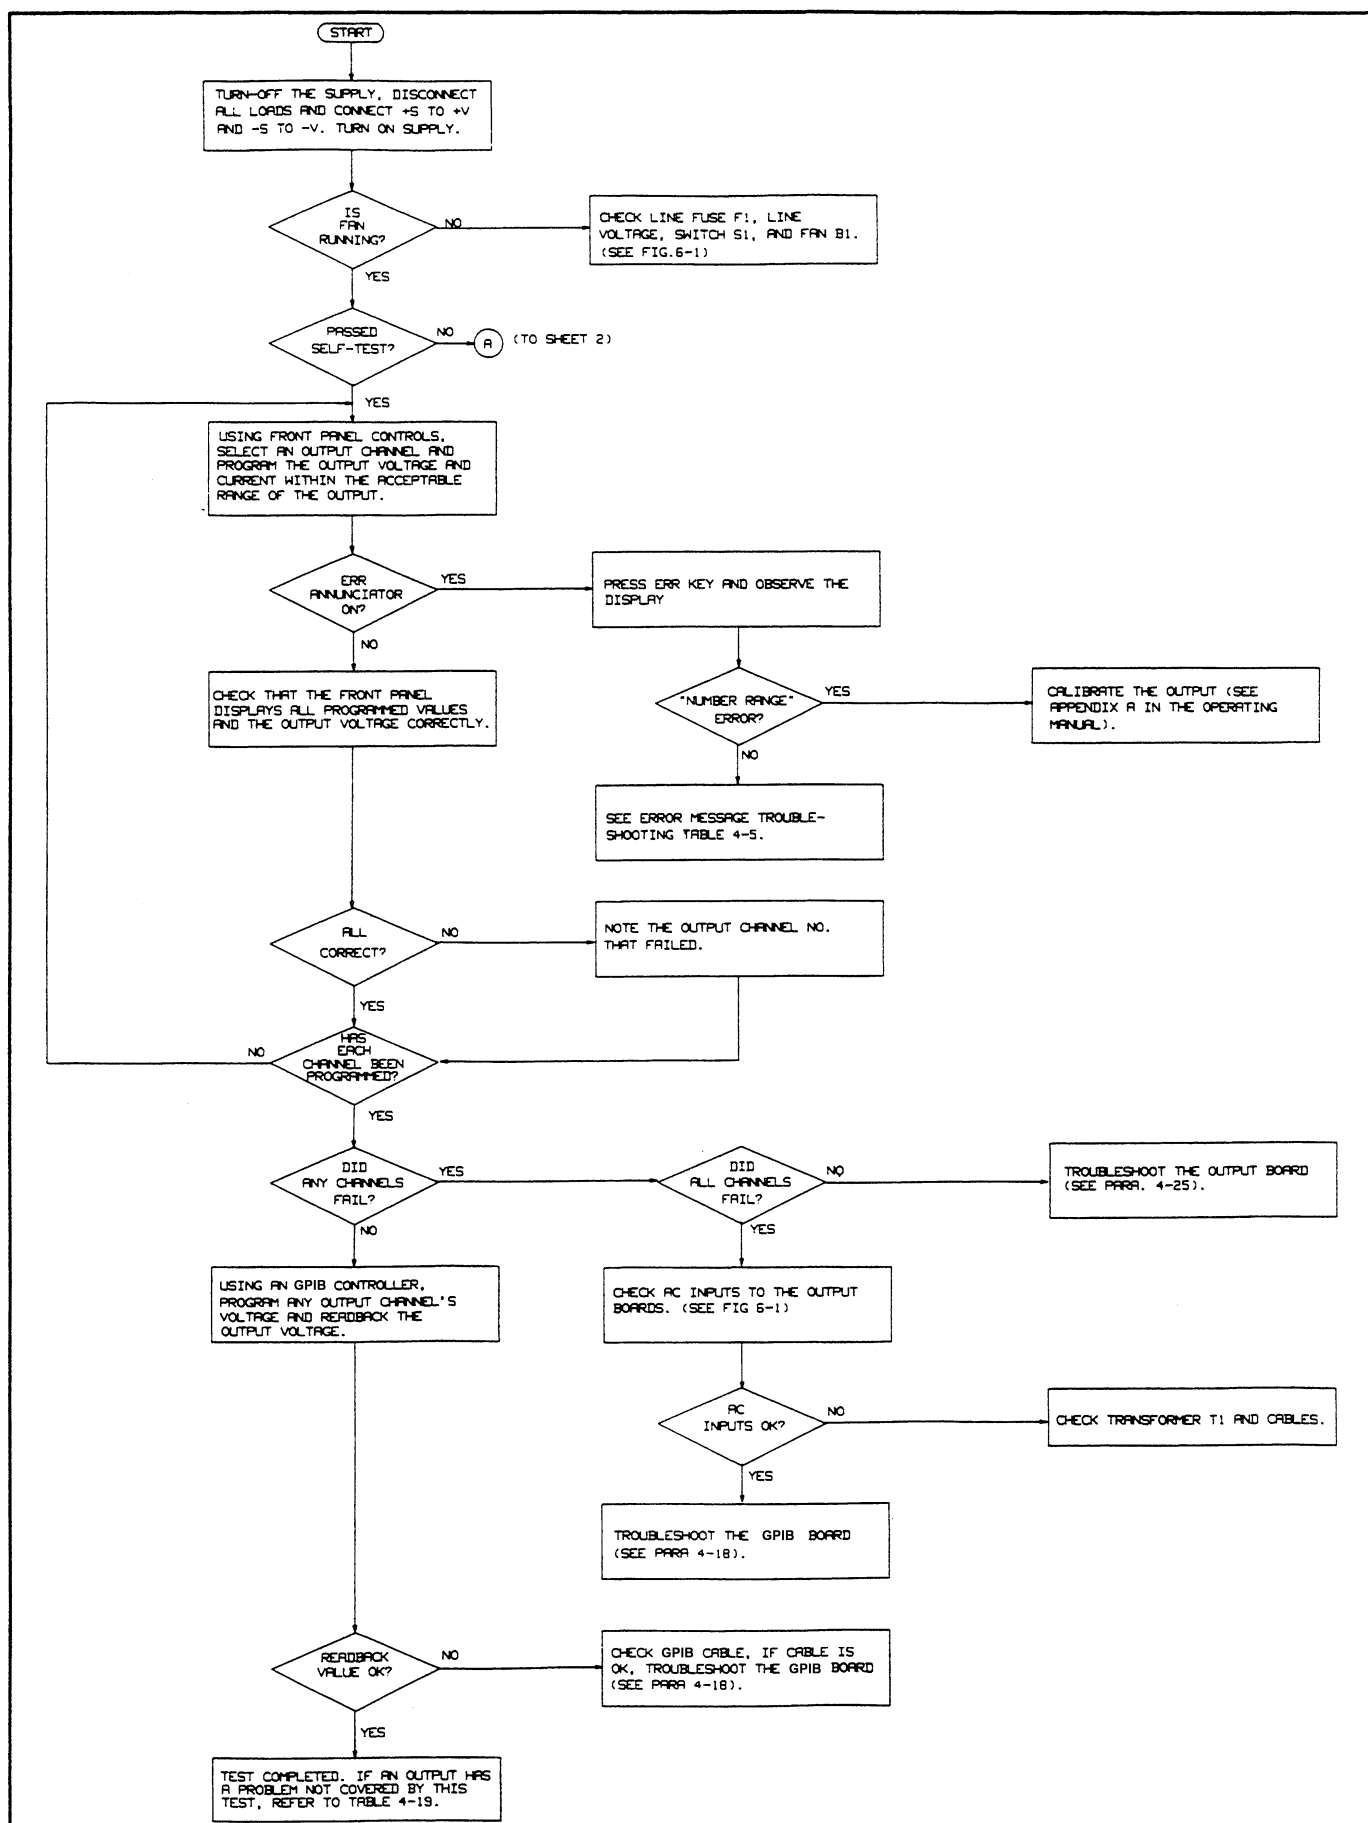 START
TURN-OFF THE SUPPLY, DISCONNECT
ALL LOADS AND CONNECT +S TO +V
AND -S TO -V. TURN ON SUPPLY.
IS
FAN
RUNNING?
NO
CHECK LINE FUSE F1, LINE
VOLTAGE, SWITCH S1, AND FAN B1.
(SEE FIG.6-1)
YES
PASSED
SELF-TEST?
NO
A
(TO SHEET 2)
YES
USING FRONT PANEL CONTROLS,
SELECT AN OUTPUT CHANNEL AND
PROGRAM THE OUTPUT VOLTAGE AND
CURRENT WITHIN THE ACCEPTABLE
RANGE OF THE OUTPUT.
ERR
ANNUNCIATOR
ON?
YES
PRESS ERR KEY AND OBSERVE THE
DISPLAY
NO
CHECK THAT THE FRONT PANEL
DISPLAYS ALL PROGRAMMED VALUES
AND THE OUTPUT VOLTAGE CORRECTLY.
"NUMBER RANGE"
ERROR?
YES
CALIBRATE THE OUTPUT (SEE
APPENDIX A IN THE OPERATING
MANUAL).
NO
SEE ERROR MESSAGE TROUBLE-
SHOOTING TABLE 4-5.
ALL
CORRECT?
NO
NOTE THE OUTPUT CHANNEL NO.
THAT FAILED.
YES
HAS
EACH
CHANNEL BEEN
PROGRAMMED?
NO
YES
DID
ANY CHANNELS
FAIL?
YES
DID
ALL CHANNELS
FAIL?
NO
TROUBLESHOOT THE OUTPUT BOARD
(SEE PARA. 4-25).
NO
YES
USING AN GPIB CONTROLLER,
PROGRAM ANY OUTPUT CHANNEL'S
VOLTAGE AND READBACK THE
OUTPUT VOLTAGE.
CHECK AC INPUTS TO THE OUTPUT
BOARDS. (SEE FIG 6-1)
AC
INPUTS OK?
NO
CHECK TRANSFORMER T1 AND CABLES.
YES
TROUBLESHOOT THE GPIB BOARD
(SEE PARA 4-18).
READBACK
VALUE OK?
NO
CHECK GPIB CABLE, IF CABLE IS
OK, TROUBLESHOOT THE GPIB BOARD
(SEE PARA 4-18).
YES
TEST COMPLETED. IF AN OUTPUT HAS
A PROBLEM NOT COVERED BY THIS
TEST, REFER TO TABLE 4-19.